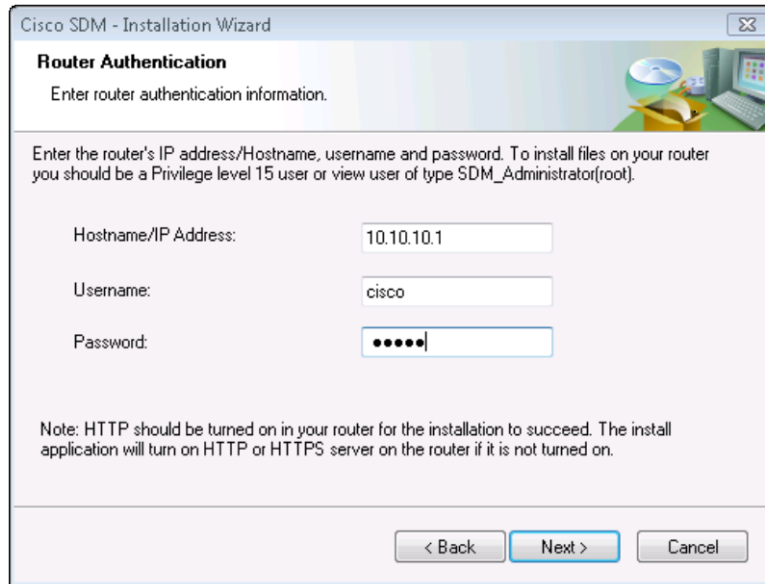 Cisco SDM - Installation Wizard
Router Authentication
Enter router authentication information.
Enter the router's IP address/Hostname, username and password. To install files on your router
you should be a Privilege level 15 user or view user of type SDM_Administrator(root).
Hostname/IP Address: 10.10.10.1
Username: cisco
Password: •••••
Note: HTTP should be turned on in your router for the installation to succeed. The install
application will turn on HTTP or HTTPS server on the router if it is not turned on.
< Back Next > Cancel